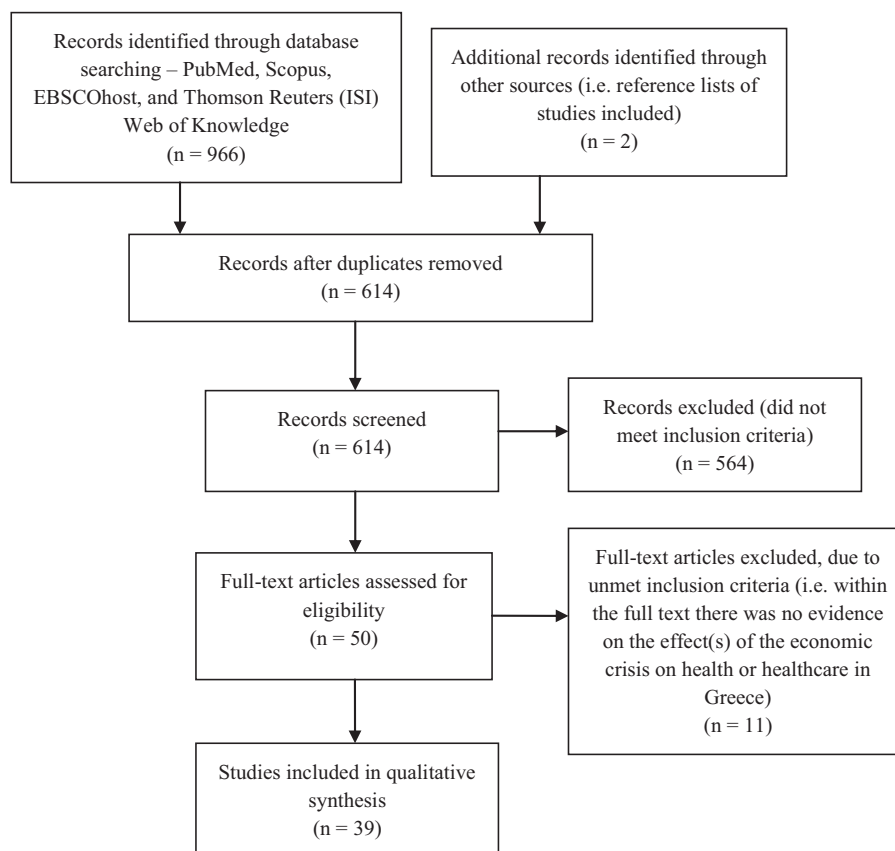 Records identified through database
searching – PubMed, Scopus,
EBSCOhost, and Thomson Reuters (ISI)
Web of Knowledge
(n = 966)
Additional records identified through
other sources (i.e. reference lists of
studies included)
(n = 2)
Records after duplicates removed
(n = 614)
Records screened
(n = 614)
Records excluded (did not
meet inclusion criteria)
n = 564)
Full-text articles assessed for
eligibility
(n = 50)
Full-text articles excluded, due to
unmet inclusion criteria (i.e. within
the full text there was no evidence
on the effect(s) of the economic
crisis on health or healthcare in
Greece)
(n = 11)
Studies included in qualitative
synthesis
(n = 39)